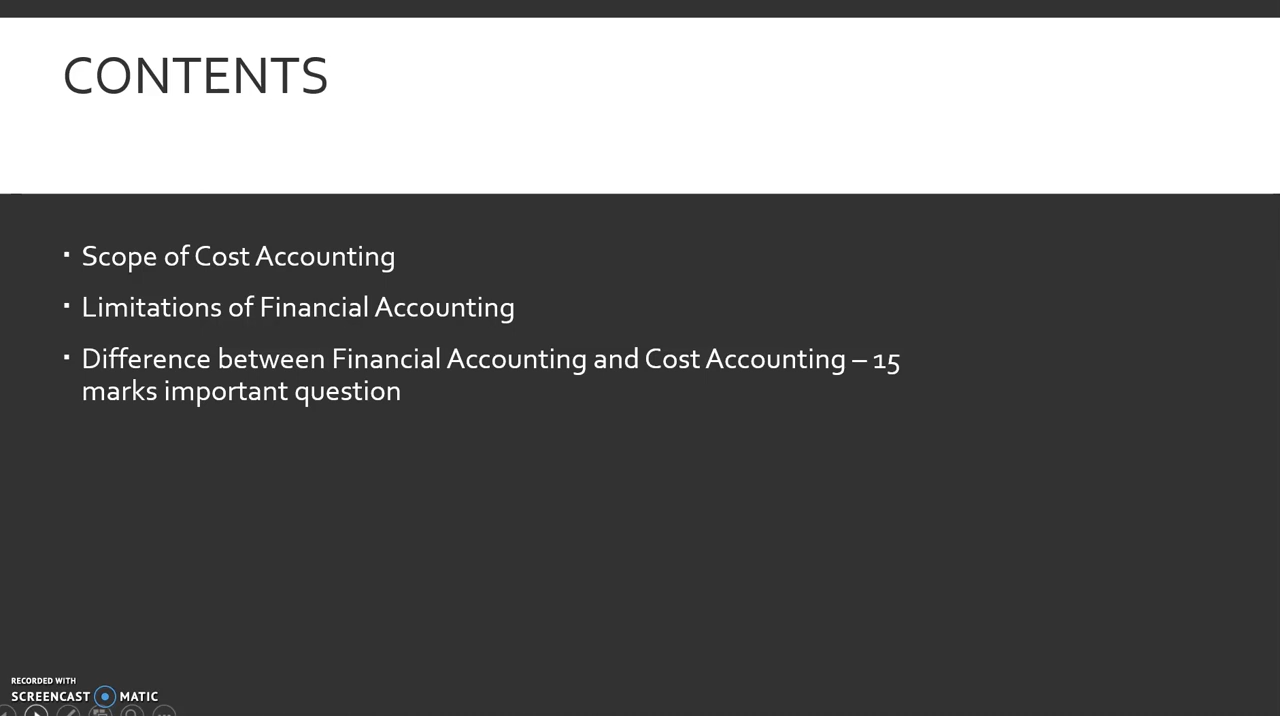 CONTENTS
▪ Scope of Cost Accounting
▪ Limitations of Financial Accounting
▪ Difference between Financial Accounting and Cost Accounting – 15
marks important question
RECORDED WITH
SCREENCAST MATIC